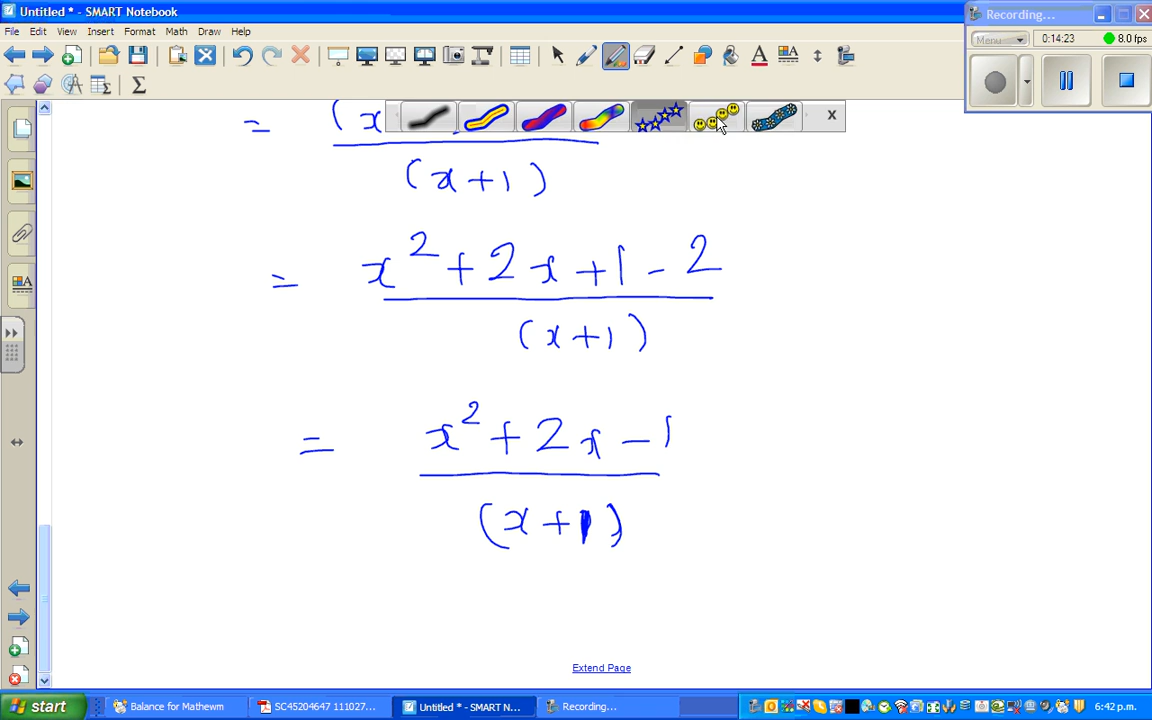 Untitled * - SMART Notebook
File Edit View Insert Format Math Draw Help
Recording...
Menu 0:14:23 8.0 fps
= (x
(x+1)
= x² + 2x + 1 - 2
(x+1)
= x² + 2x - 1
(x+1)
Extend Page
start Balance for Mathewm SC45204647 111027... Untitled * - SMART N... Recording... 6:42 p.m.